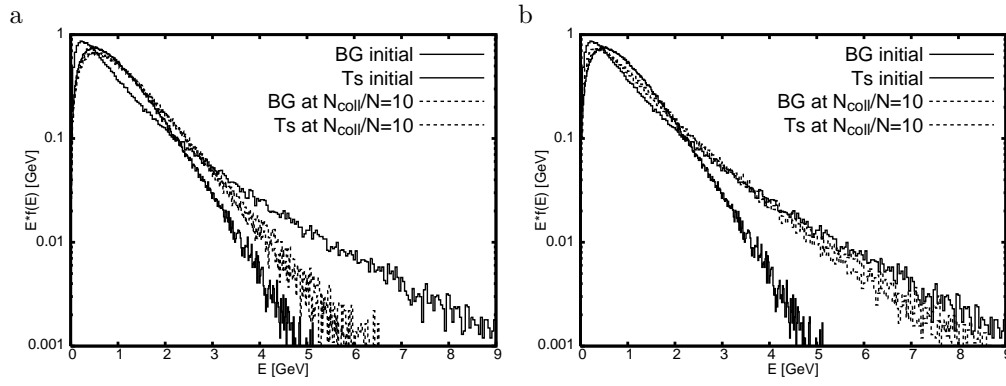 a
1
0.1
0.01
0.001
E*f(E) [GeV]
BG initial
Ts initial
BG at N_coll/N=10
Ts at N_coll/N=10
0 1 2 3 4 5 6 7 8 9
E [GeV]
b
1
0.1
0.01
0.001
E*f(E) [GeV]
BG initial
Ts initial
BG at N_coll/N=10
Ts at N_coll/N=10
0 1 2 3 4 5 6 7 8 9
E [GeV]